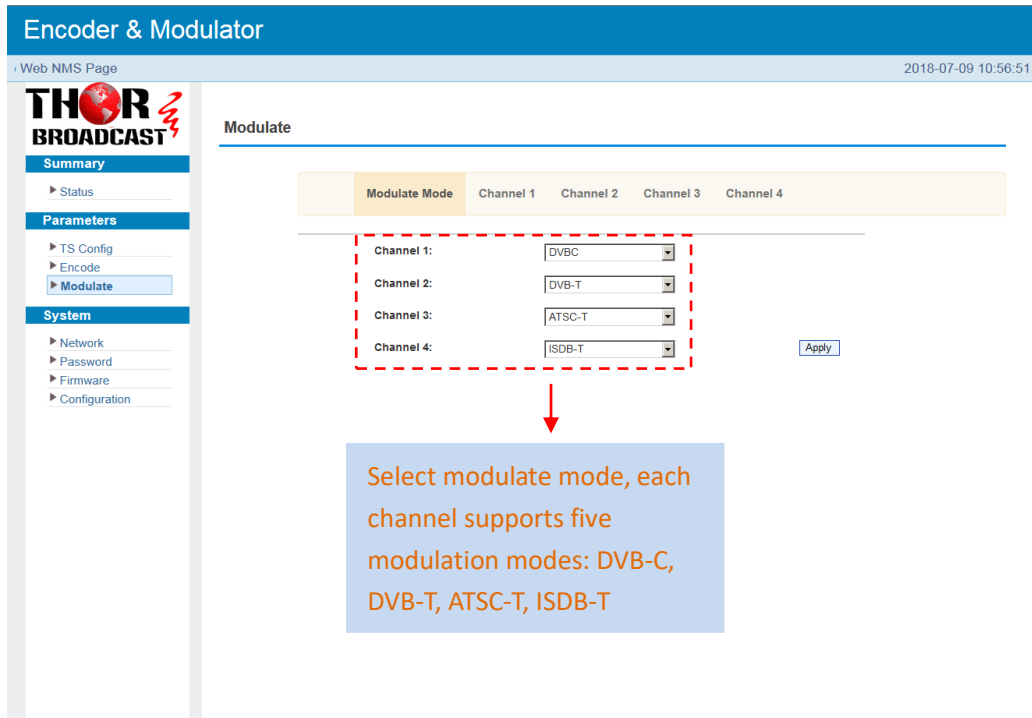 Encoder & Modulator
Web NMS Page
2018-07-09 10:56:51
THOR
BROADCAST
Summary
Status
Parameters
TS Config
Encode
Modulate
System
Network
Password
Firmware
Configuration
Modulate
Modulate Mode Channel 1 Channel 2 Channel 3 Channel 4
Channel 1: DVBC
Channel 2: DVB-T
Channel 3: ATSC-T
Channel 4: ISDB-T
Apply
Select modulate mode, each
channel supports five
modulation modes: DVB-C,
DVB-T, ATSC-T, ISDB-T